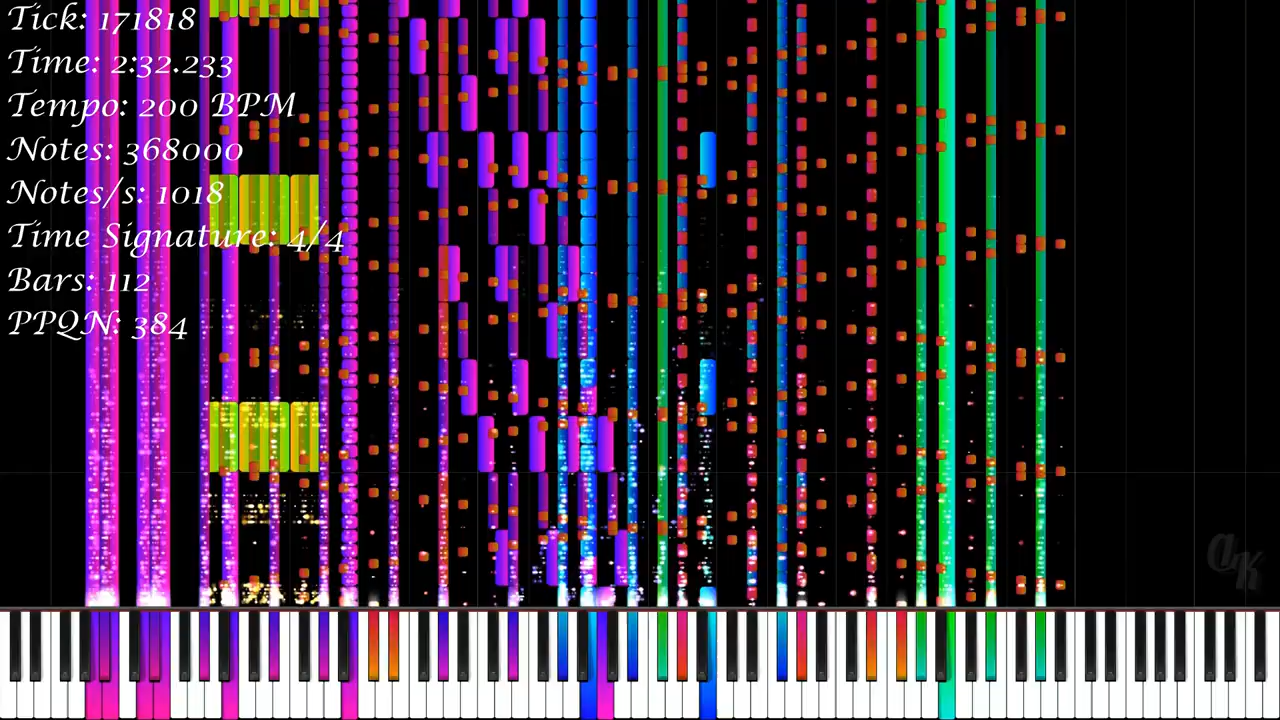 Tick: 171818
Time: 2:32.233
Tempo: 200 BPM
Notes: 368000
Notes/s: 1018
Time Signature: 4/4
Bars: 112
PPQN: 384